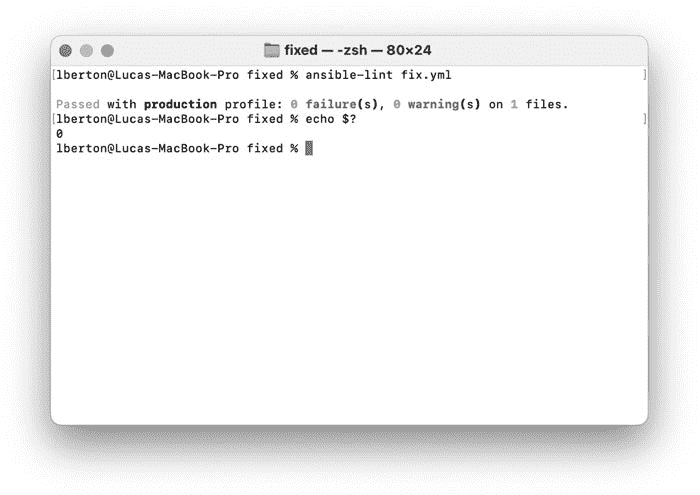 fixed — -zsh — 80×24
[lberton@Lucas-MacBook-Pro fixed % ansible-lint fix.yml ]
Passed with production profile: 0 failure(s), 0 warning(s) on 1 files.
[lberton@Lucas-MacBook-Pro fixed % echo $? ]
0
lberton@Lucas-MacBook-Pro fixed %